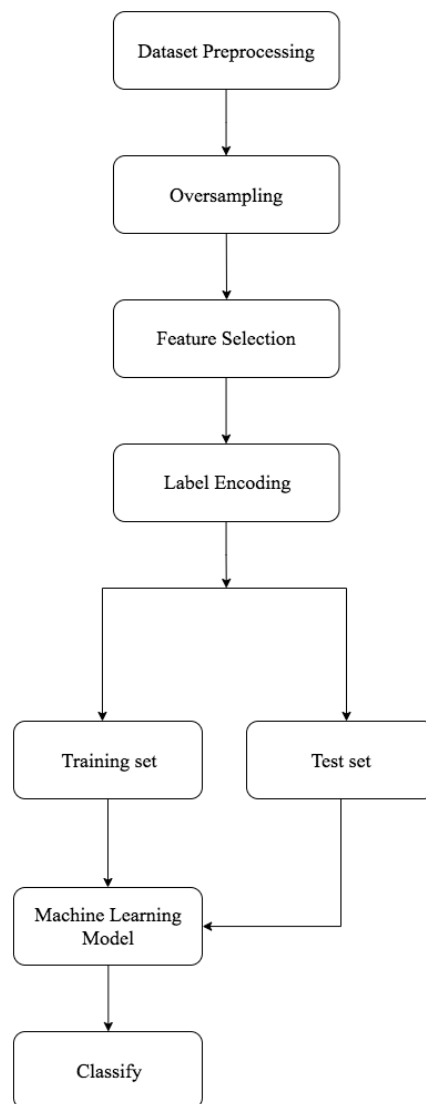 Dataset Preprocessing
Oversampling
Feature Selection
Label Encoding
Training set
Test set
Machine Learning
Model
Classify